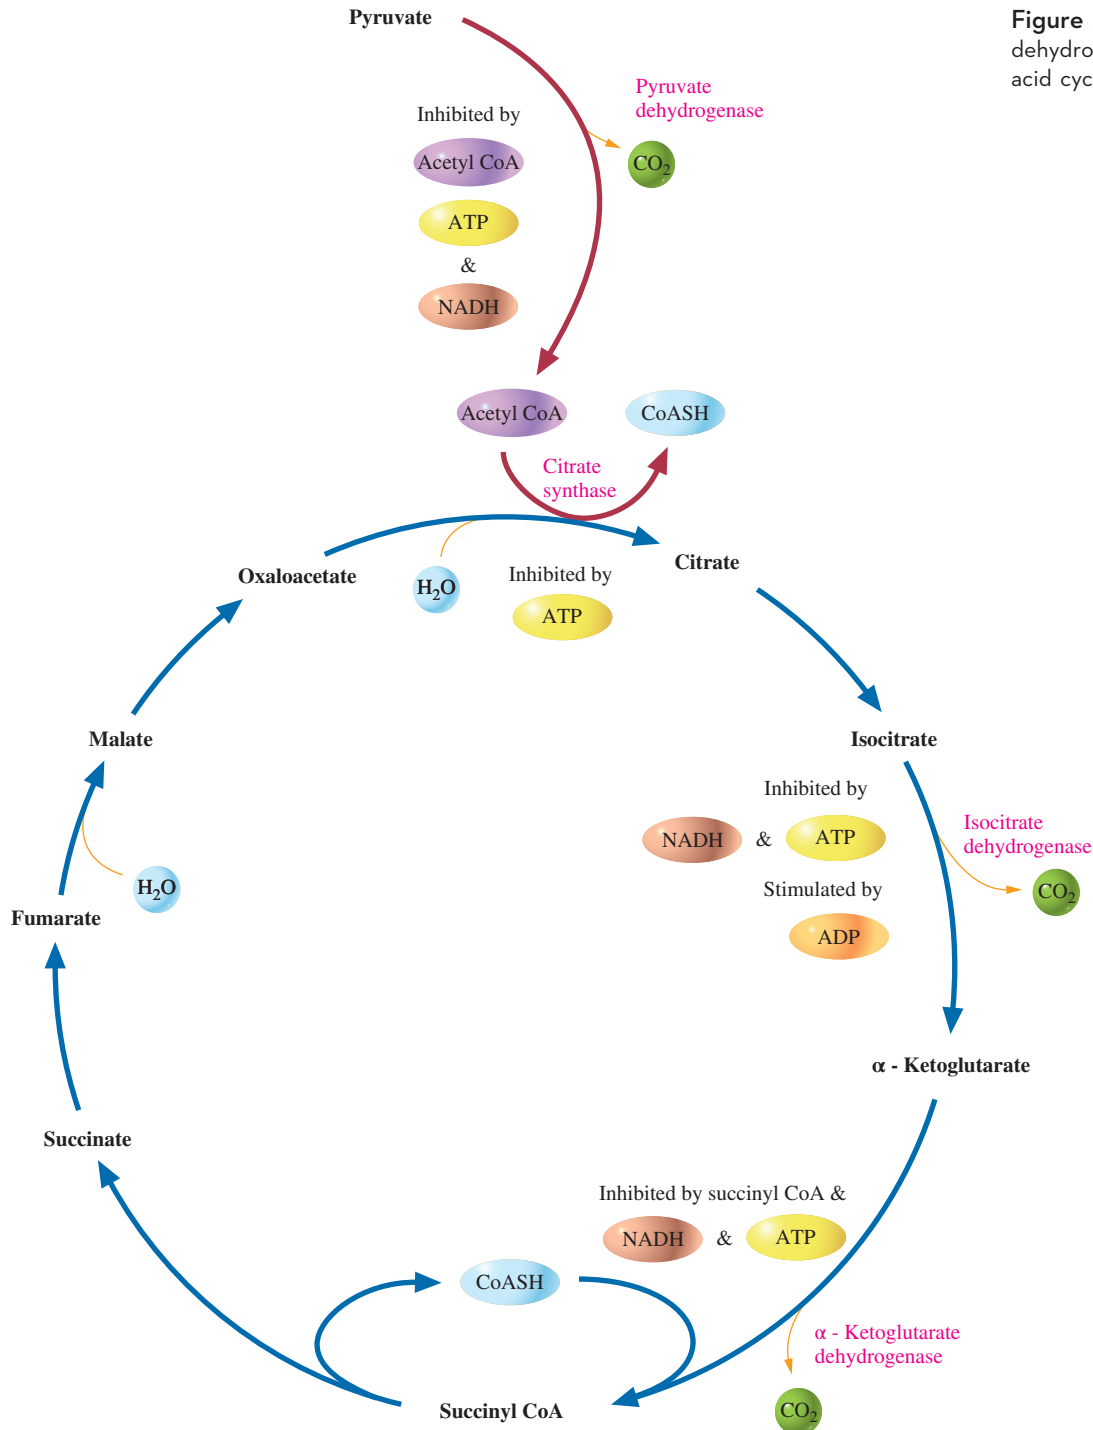 Pyruvate
Figure
dehydro
acid cyc
Pyruvate
dehydrogenase
CO2
Inhibited by
Acetyl CoA
ATP
&
NADH
Acetyl CoA
CoASH
Citrate
synthase
Oxaloacetate
H2O
Inhibited by
ATP
Citrate
Malate
Isocitrate
Inhibited by
NADH & ATP
Stimulated by
ADP
Isocitrate
dehydrogenase
CO2
H2O
Fumarate
α - Ketoglutarate
Succinate
Inhibited by succinyl CoA &
NADH & ATP
CoASH
α - Ketoglutarate
dehydrogenase
CO2
Succinyl CoA